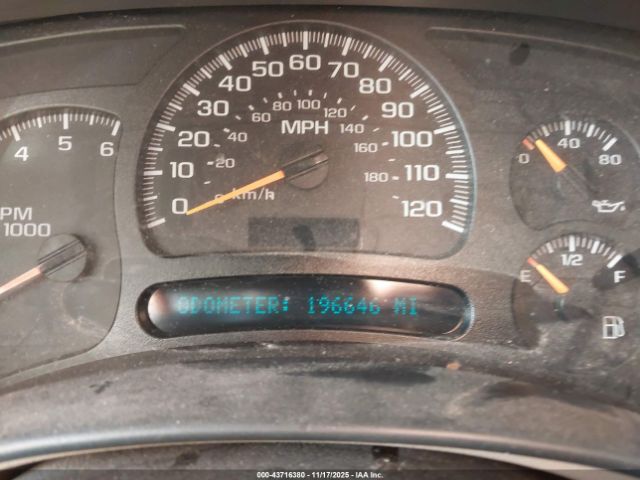 4 5 6
PM
1000
0 10 20 30 40 50 60 70 80 90 100 110 120
20 40 60 80 100 120 140 160 180
MPH
km/h
0 40 80
E 1/2 F
ODOMETER: 196646 MI
000-43716380 - 11/17/2025 - IAA Inc.